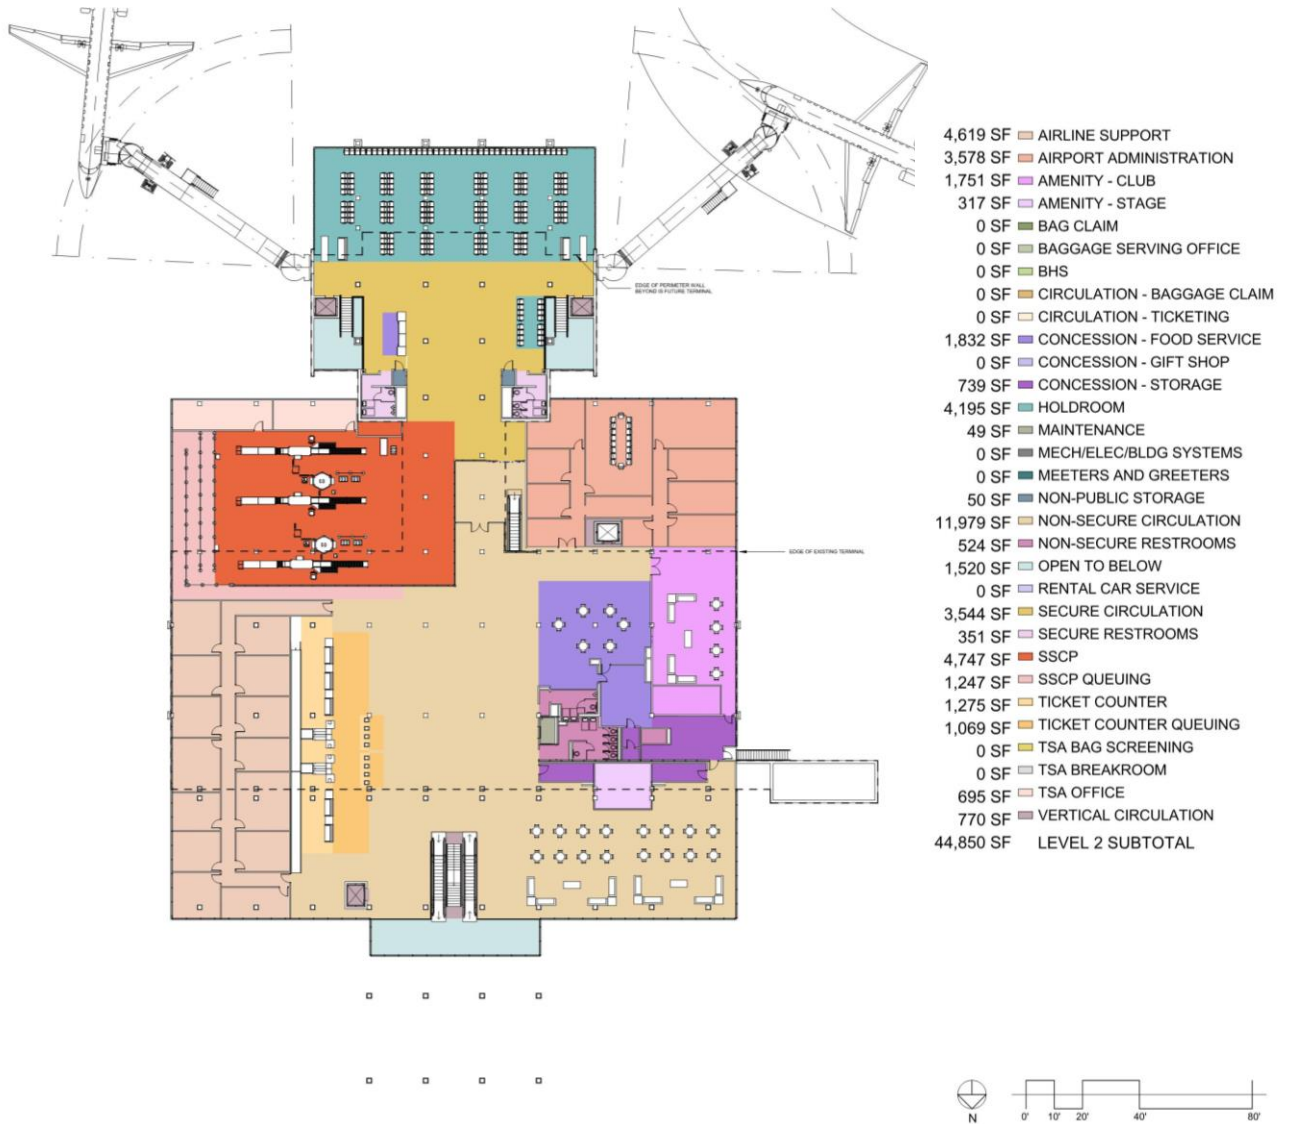 4,619 SF AIRLINE SUPPORT
3,578 SF AIRPORT ADMINISTRATION
1,751 SF AMENITY - CLUB
317 SF AMENITY - STAGE
0 SF BAG CLAIM
0 SF BAGGAGE SERVING OFFICE
0 SF BHS
0 SF CIRCULATION - BAGGAGE CLAIM
0 SF CIRCULATION - TICKETING
1,832 SF CONCESSION - FOOD SERVICE
0 SF CONCESSION - GIFT SHOP
739 SF CONCESSION - STORAGE
4,195 SF HOLDROOM
49 SF MAINTENANCE
0 SF MECH/ELEC/BLDG SYSTEMS
0 SF MEETERS AND GREETERS
50 SF NON-PUBLIC STORAGE
11,979 SF NON-SECURE CIRCULATION
524 SF NON-SECURE RESTROOMS
1,520 SF OPEN TO BELOW
0 SF RENTAL CAR SERVICE
3,544 SF SECURE CIRCULATION
351 SF SECURE RESTROOMS
4,747 SF SSCP
1,247 SF SSCP QUEUING
1,275 SF TICKET COUNTER
1,069 SF TICKET COUNTER QUEUING
0 SF TSA BAG SCREENING
0 SF TSA BREAKROOM
695 SF TSA OFFICE
770 SF VERTICAL CIRCULATION
44,850 SF LEVEL 2 SUBTOTAL
EDGE OF PERIMETER WALL
BEYOND IS FUTURE TERMINAL
EDGE OF EXISTING TERMINAL
N
0' 10' 20' 40' 80'